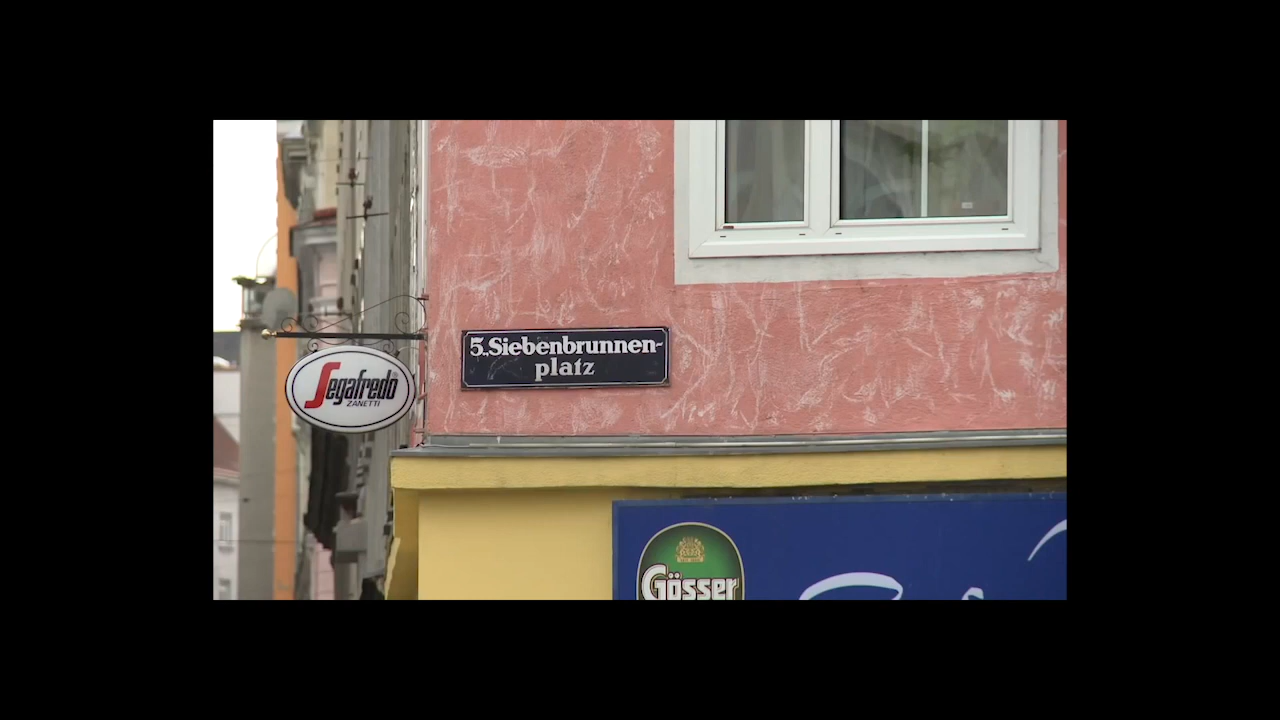 5., Siebenbrunnen-
platz
Segafredo
ZANETTI
Gösser